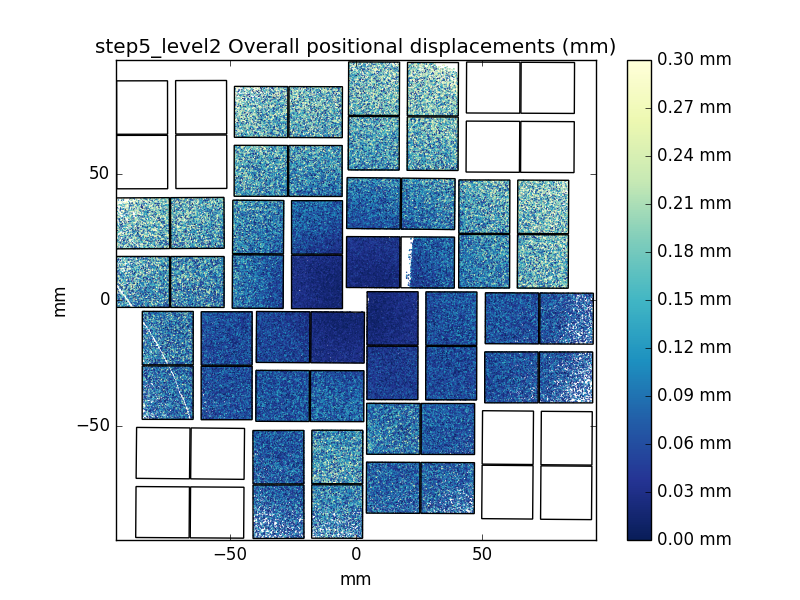 step5_level2 Overall positional displacements (mm)
0.30 mm
0.27 mm
0.24 mm
0.21 mm
0.18 mm
0.15 mm
0.12 mm
0.09 mm
0.06 mm
0.03 mm
0.00 mm
50
0
−50
mm
−50
0
50
mm